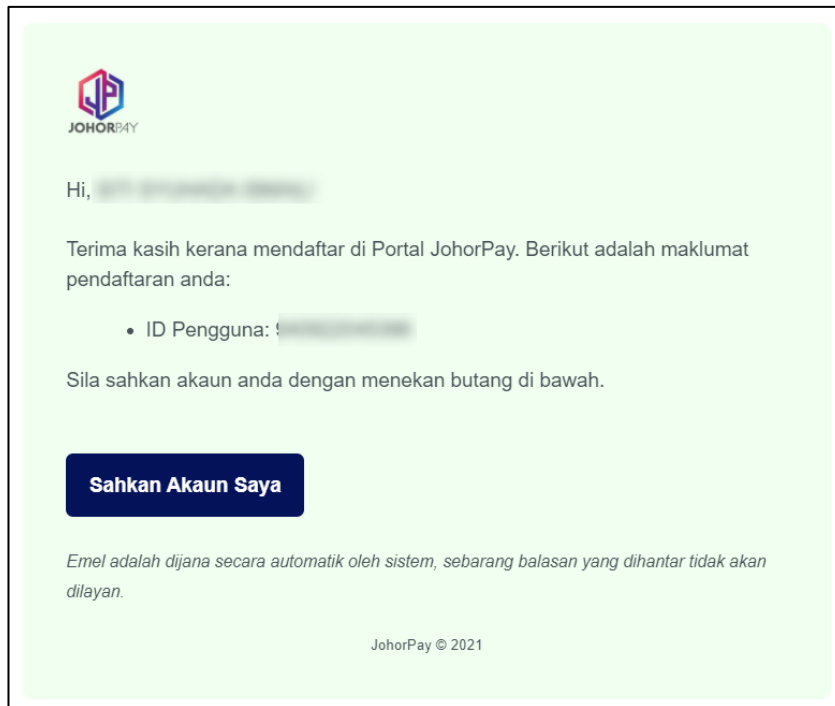 JP
JOHORPAY
Hi,
Terima kasih kerana mendaftar di Portal JohorPay. Berikut adalah maklumat
pendaftaran anda:
• ID Pengguna:
Sila sahkan akaun anda dengan menekan butang di bawah.
Sahkan Akaun Saya
Emel adalah dijana secara automatik oleh sistem, sebarang balasan yang dihantar tidak akan
dilayan.
JohorPay © 2021